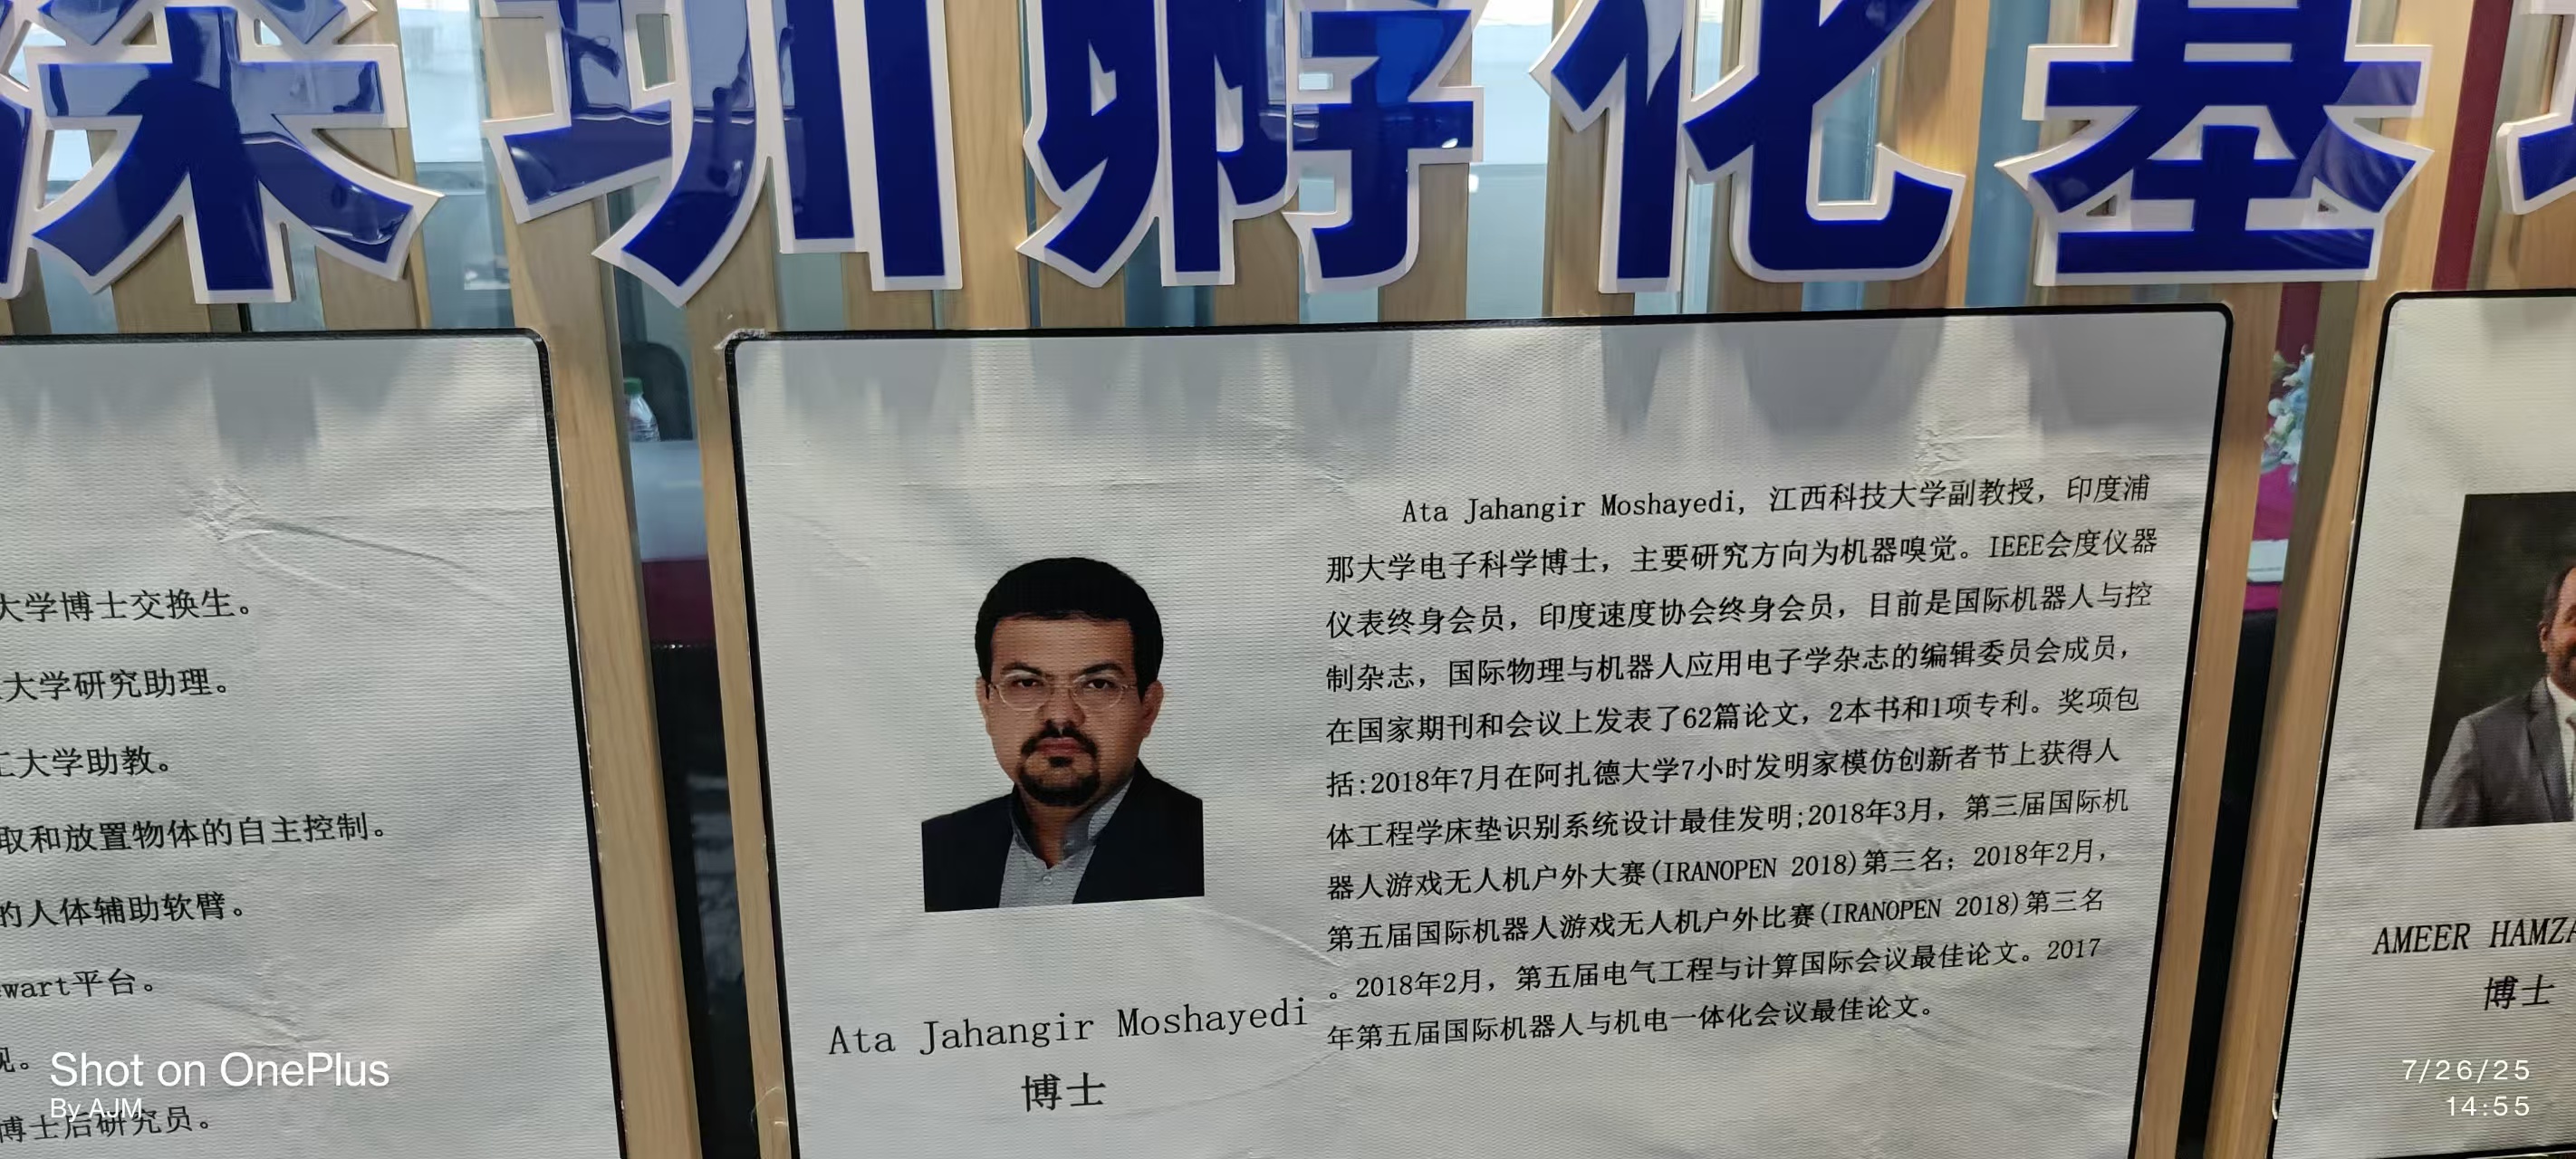 深圳孵化基
大学博士交换生。
大学研究助理。
工大学助教。
取和放置物体的自主控制。
的人体辅助软臂。
wart平台。
现。
博士后研究员。
Ata Jahangir Moshayedi, 江西科技大学副教授，印度浦
那大学电子科学博士，主要研究方向为机器嗅觉。IEEE会度仪器
仪表终身会员，印度速度协会终身会员，目前是国际机器人与控
制杂志，国际物理与机器人应用电子学杂志的编辑委员会成员，
在国家期刊和会议上发表了62篇论文，2本书和1项专利。奖项包
括:2018年7月在阿扎德大学7小时发明家模仿创新者节上获得人
体工程学床垫识别系统设计最佳发明;2018年3月，第三届国际机
器人游戏无人机户外大赛(IRANOPEN 2018)第三名；2018年2月，
第五届国际机器人游戏无人机户外比赛(IRANOPEN 2018)第三名
。2018年2月，第五届电气工程与计算国际会议最佳论文。2017
年第五届国际机器人与机电一体化会议最佳论文。
Ata Jahangir Moshayedi
博士
AMEER HAMZA
博士
Shot on OnePlus
By AJM
7/26/25
14:55